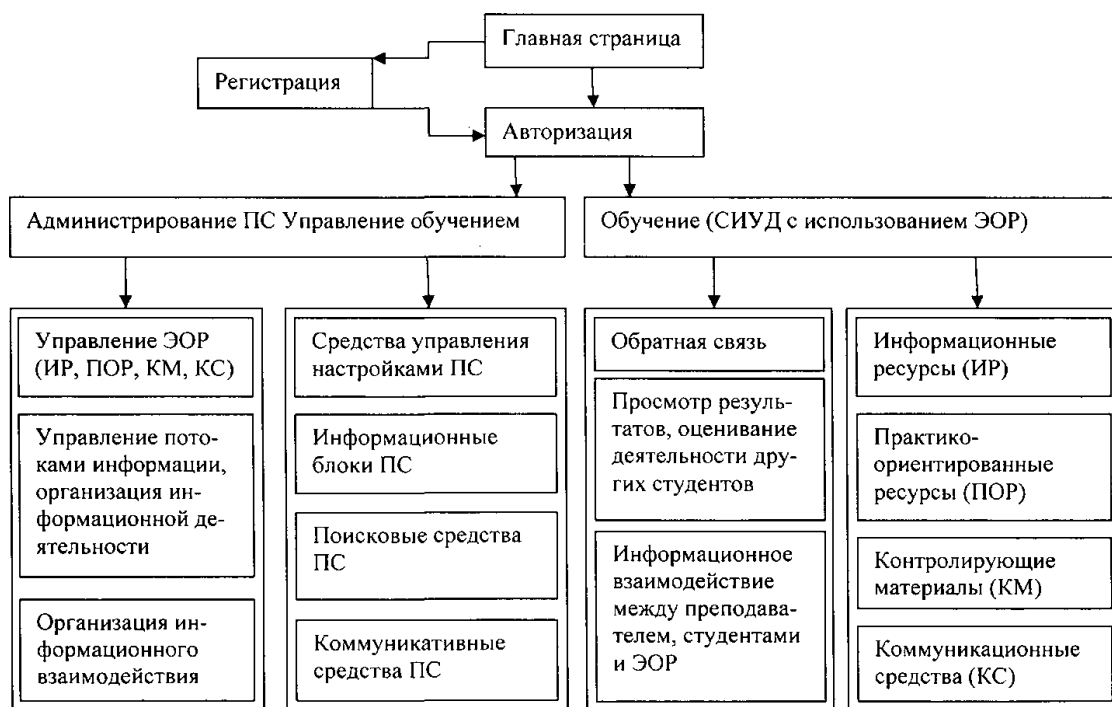 Главная страница
Регистрация
Авторизация
Администрирование ПС Управление обучением
Обучение (СИУД с использованием ЭОР)
Управление ЭОР
(ИР, ПОР, КМ, КС)
Управление пото-
ками информации,
организация ин-
формационной де-
ятельности
Организация ин-
формационного
взаимодействия
Средства управления
настройками ПС
Информационные
блоки ПС
Поисковые средства
ПС
Коммуникативные
средства ПС
Обратная связь
Просмотр резуль-
татов, оценивание
деятельности дру-
гих студентов
Информационное
взаимодействие
между преподава-
телем, студентами
и ЭОР
Информационные
ресурсы (ИР)
Практико-
ориентированные
ресурсы (ПОР)
Контролирующие
материалы (КМ)
Коммуникационные
средства (КС)